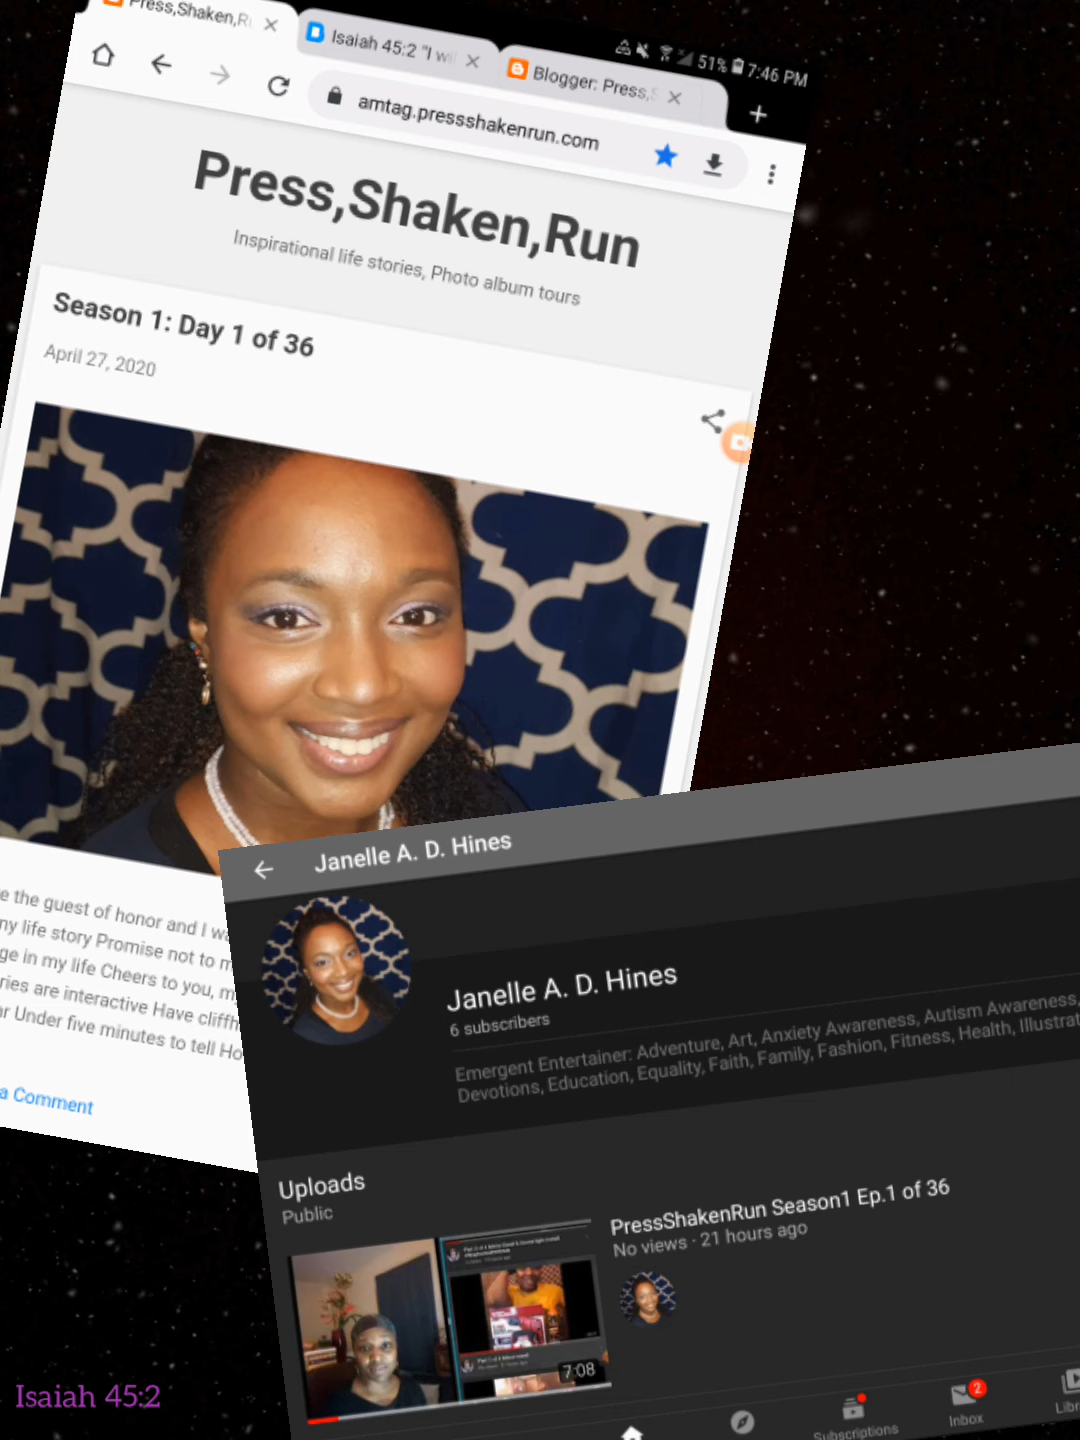 Press,Shaken,R
Isaiah 45:2 "I wi
Blogger: Press,S
51% 7:46 PM
amtag.pressshakenrun.com
Press,Shaken,Run
Inspirational life stories, Photo album tours
Season 1: Day 1 of 36
April 27, 2020
e the guest of honor and I wa
ny life story Promise not to m
ge in my life Cheers to you, m
ries are interactive Have cliffh
ar Under five minutes to tell Ho
a Comment
Janelle A. D. Hines
Janelle A. D. Hines
6 subscribers
Emergent Entertainer: Adventure, Art, Anxiety Awareness, Autism Awareness,
Devotions, Education, Equality, Faith, Family, Fashion, Fitness, Health, Illustrat
Uploads
Public
PressShakenRun Season1 Ep.1 of 36
No views · 21 hours ago
7:08
Subscriptions
Inbox
2
Libr
Isaiah 45:2